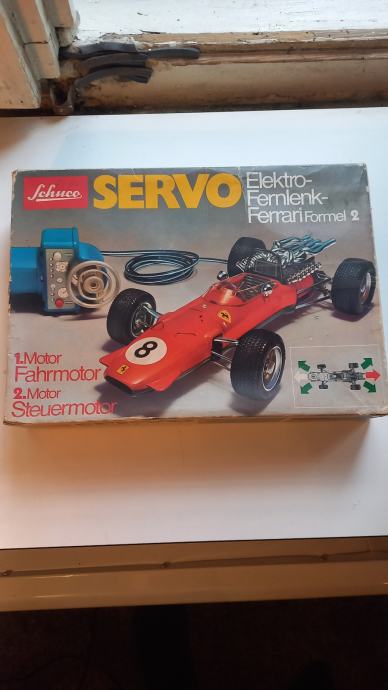 Schuco
SERVO
Elektro-
Fernlenk-
Ferrari Formel 2
8
1. Motor
Fahrmotor
2. Motor
Steuermotor